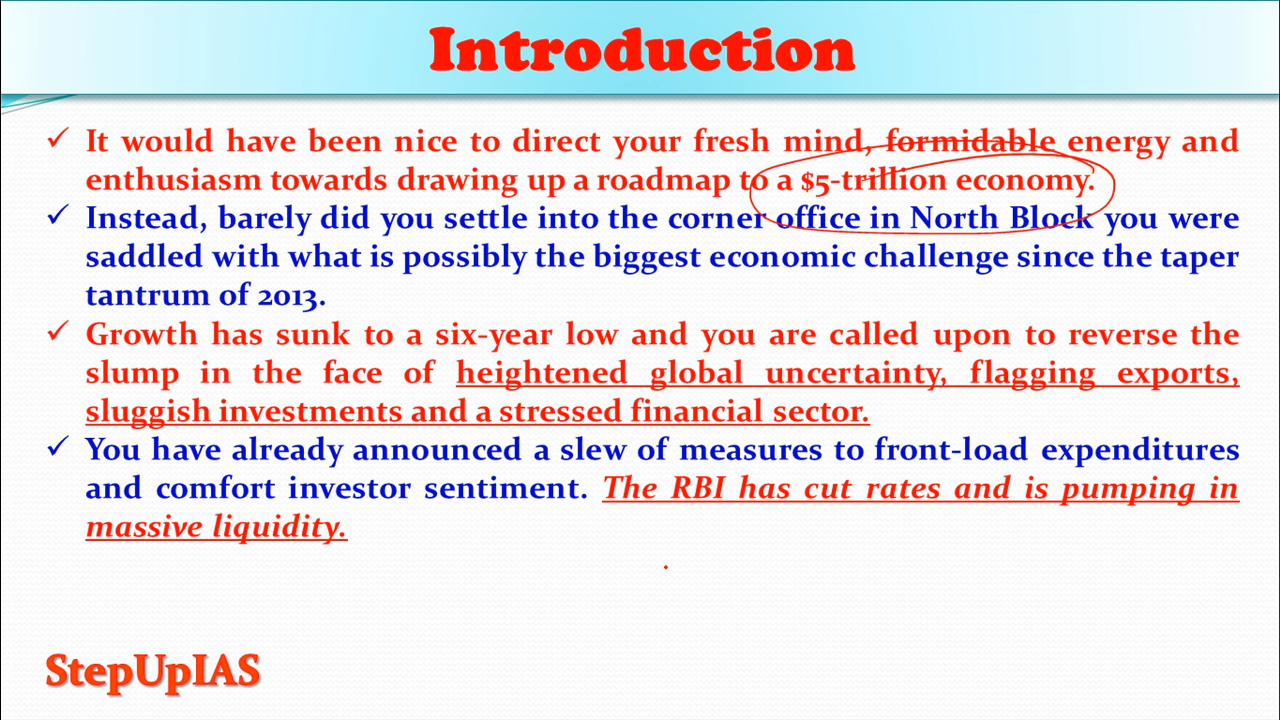 Introduction
✓ It would have been nice to direct your fresh mind, formidable energy and
enthusiasm towards drawing up a roadmap to a $5-trillion economy.
✓ Instead, barely did you settle into the corner office in North Block you were
saddled with what is possibly the biggest economic challenge since the taper
tantrum of 2013.
✓ Growth has sunk to a six-year low and you are called upon to reverse the
slump in the face of heightened global uncertainty, flagging exports,
sluggish investments and a stressed financial sector.
✓ You have already announced a slew of measures to front-load expenditures
and comfort investor sentiment. The RBI has cut rates and is pumping in
massive liquidity.
StepUpIAS